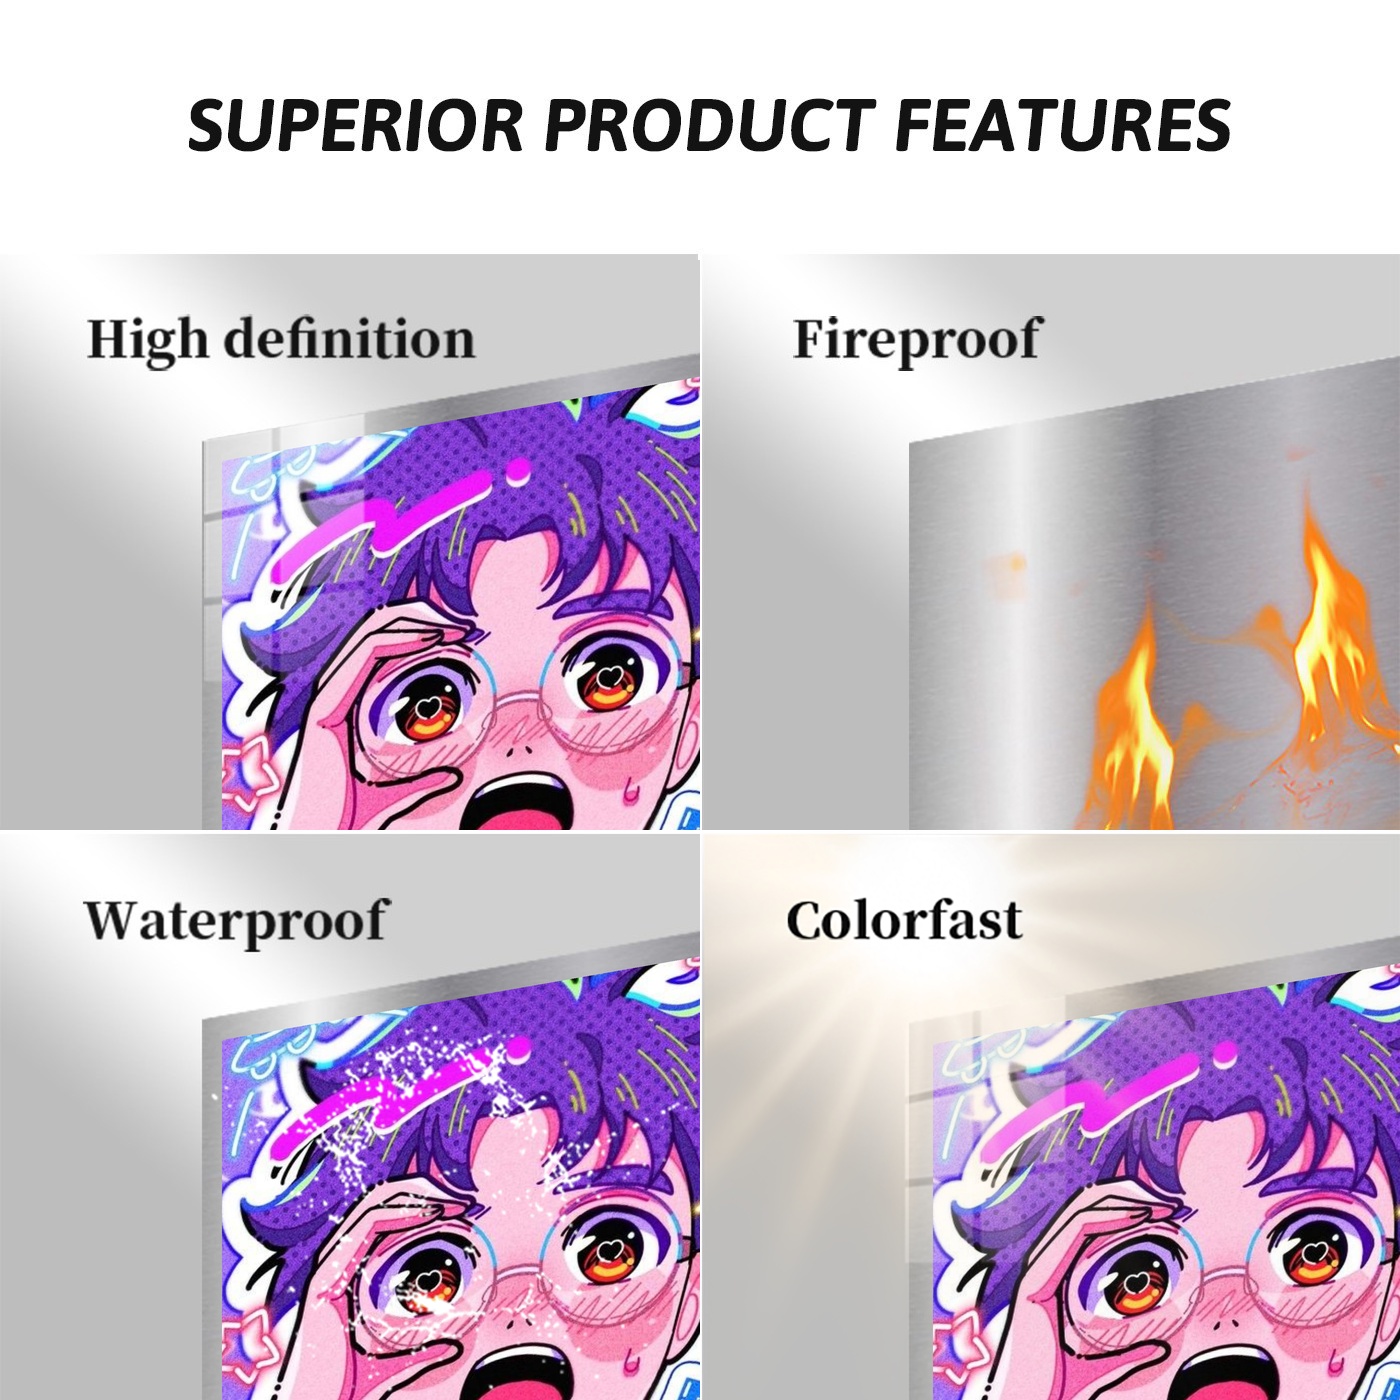 SUPERIOR PRODUCT FEATURES
High definition
Fireproof
Waterproof
Colorfast